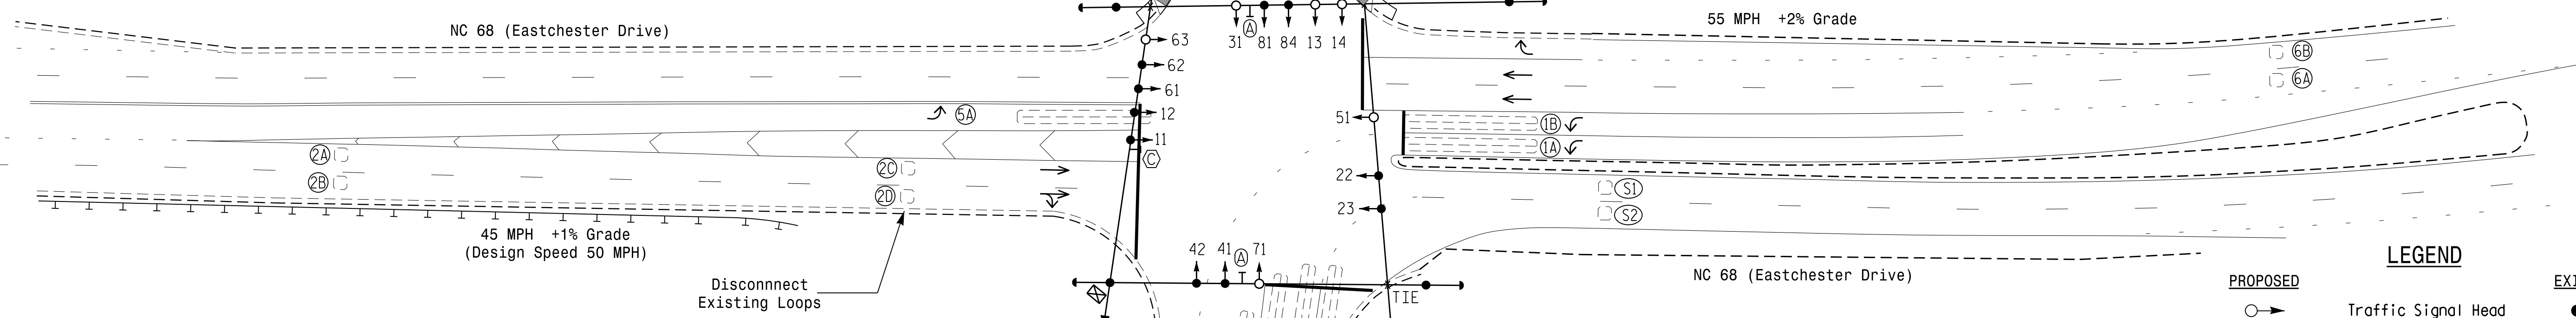 NC 68 (Eastchester Drive)
55 MPH +2% Grade
63
62
61
12
11
C
31
A
81
84
13
14
51
22
23
6B
6A
5A
1B
1A
2A
2B
2C
2D
S1
S2
45 MPH +1% Grade
(Design Speed 50 MPH)
Disconnnect
Existing Loops
42
41
A
71
TIE
NC 68 (Eastchester Drive)
LEGEND
PROPOSED
Traffic Signal Head